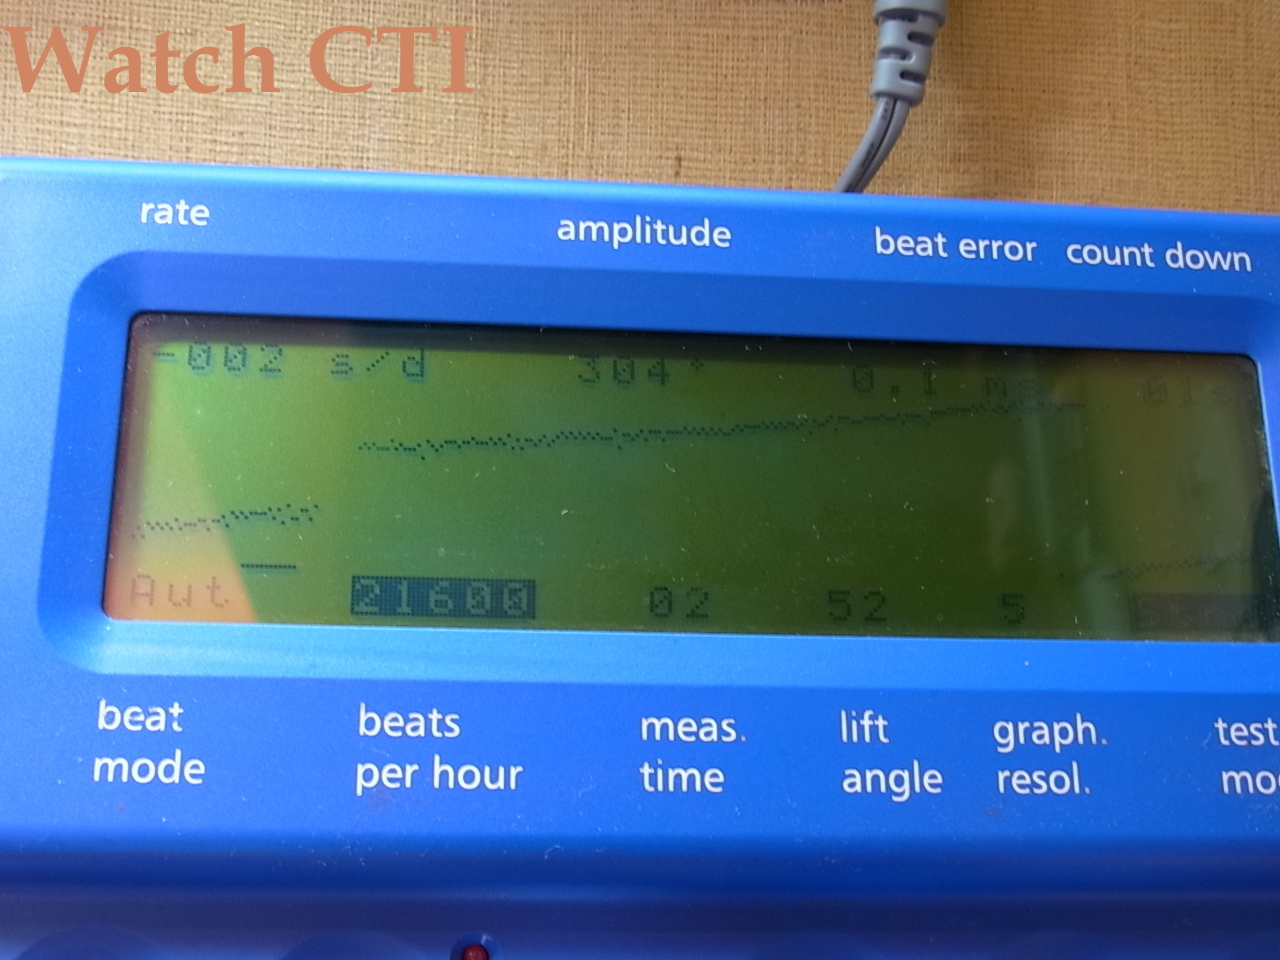 Watch CTI
rate amplitude beat error count down
-002 s/d 304° 0.1 ms 01s
Aut 21600 02 52 5
beat mode
beats per hour
meas. time
lift angle
graph. resol.
test